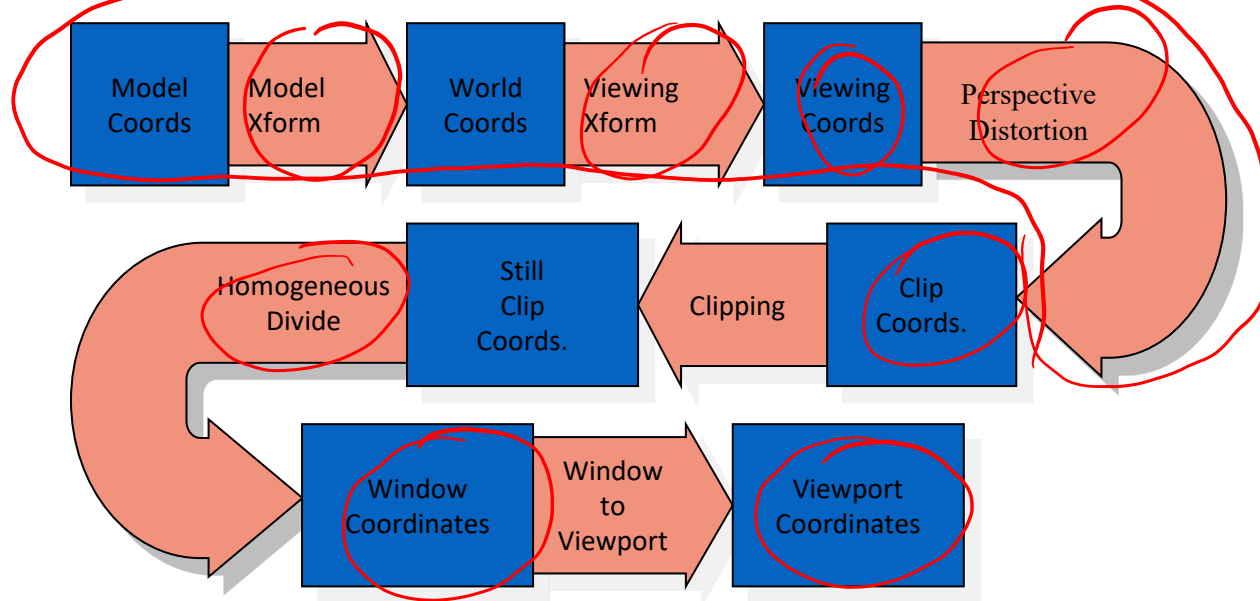 Model
Coords
Model
Xform
World
Coords
Viewing
Xform
Viewing
Coords
Perspective
Distortion
Clip
Coords.
Clipping
Still
Clip
Coords.
Homogeneous
Divide
Window
Coordinates
Window
to
Viewport
Viewport
Coordinates